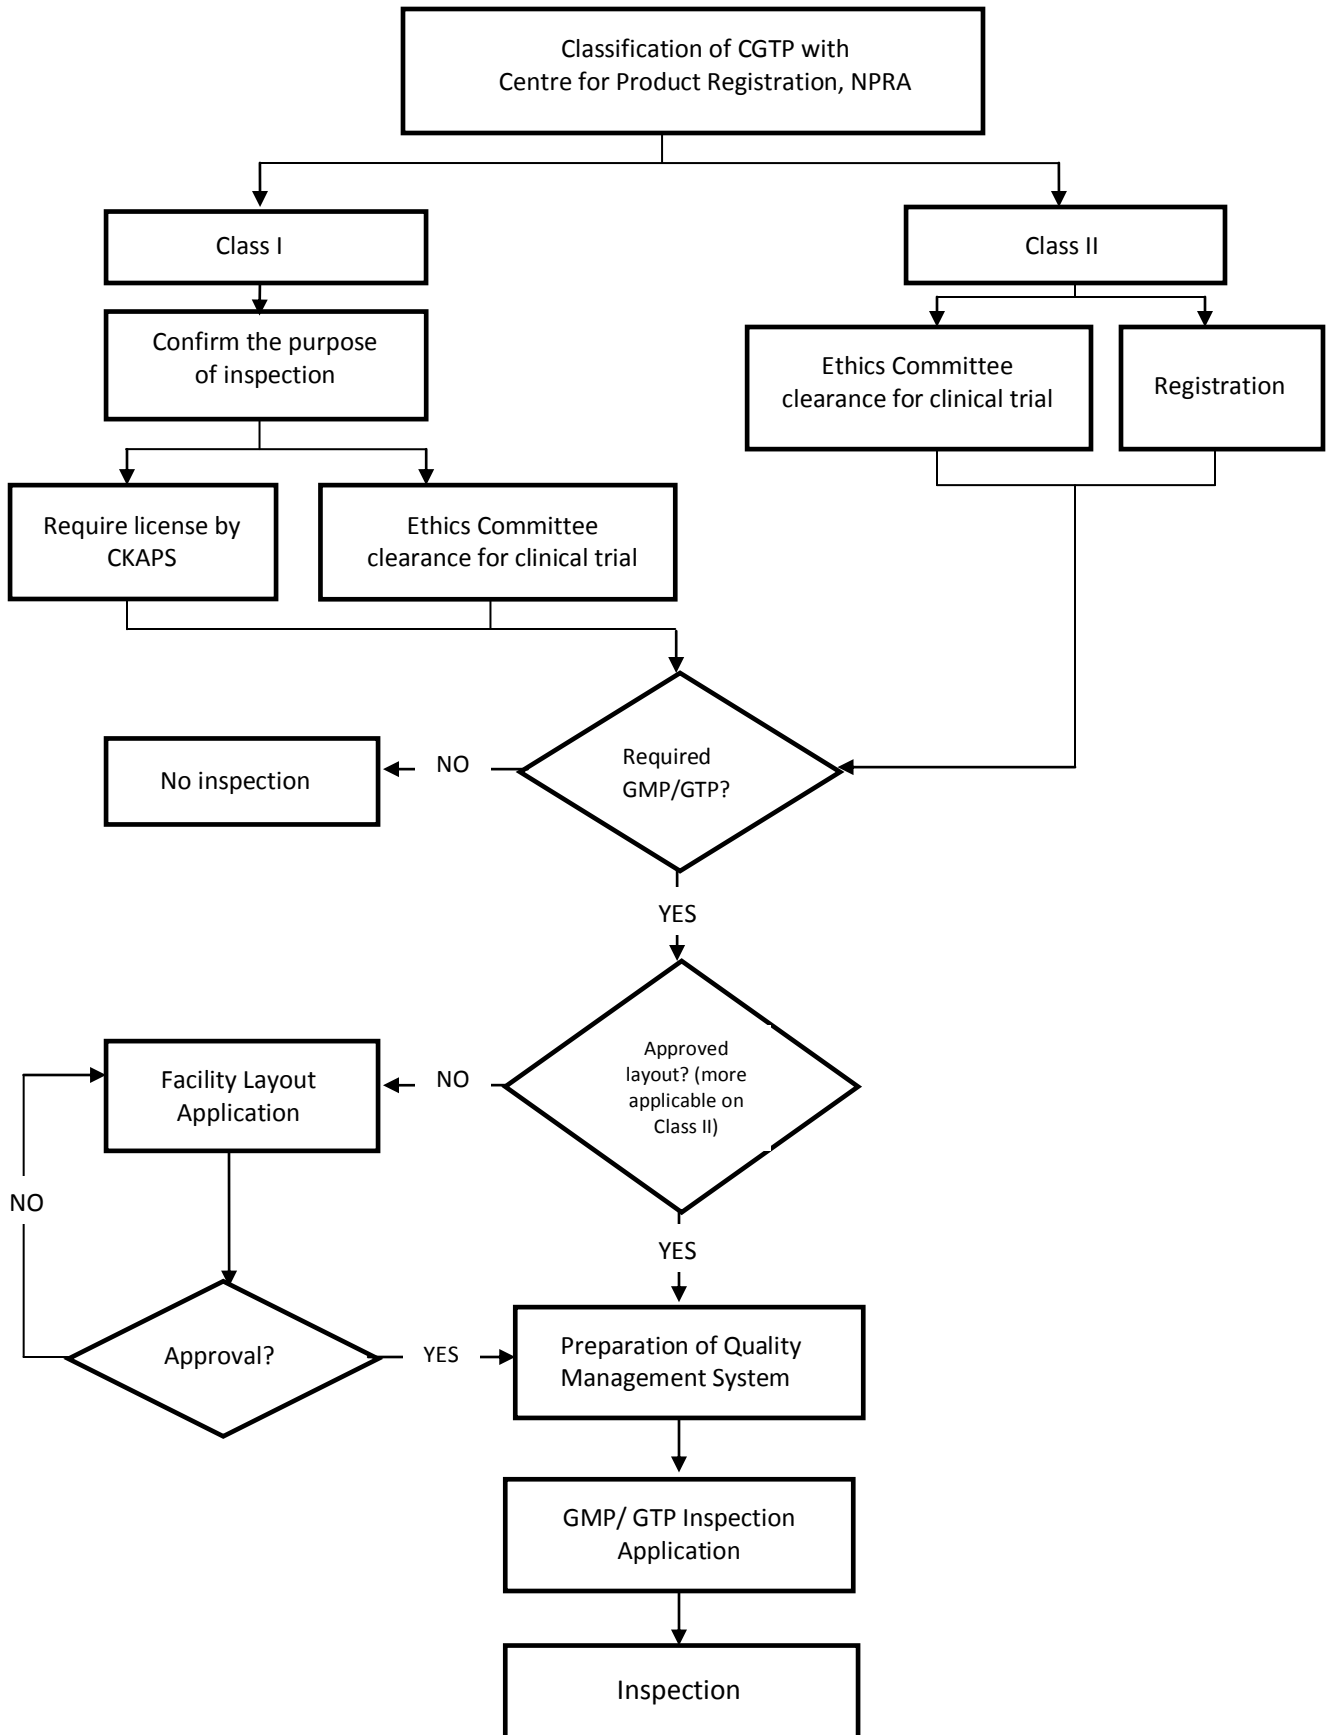 Classification of CGTP with
Centre for Product Registration, NPRA
Class I
Class II
Confirm the purpose
of inspection
Ethics Committee
clearance for clinical trial
Registration
Require license by
CKAPS
Ethics Committee
clearance for clinical trial
Required
GMP/GTP?
NO
No inspection
YES
Approved
layout? (more
applicable on
Class II)
NO
Facility Layout
Application
NO
YES
Approval?
YES
Preparation of Quality
Management System
GMP/ GTP Inspection
Application
Inspection